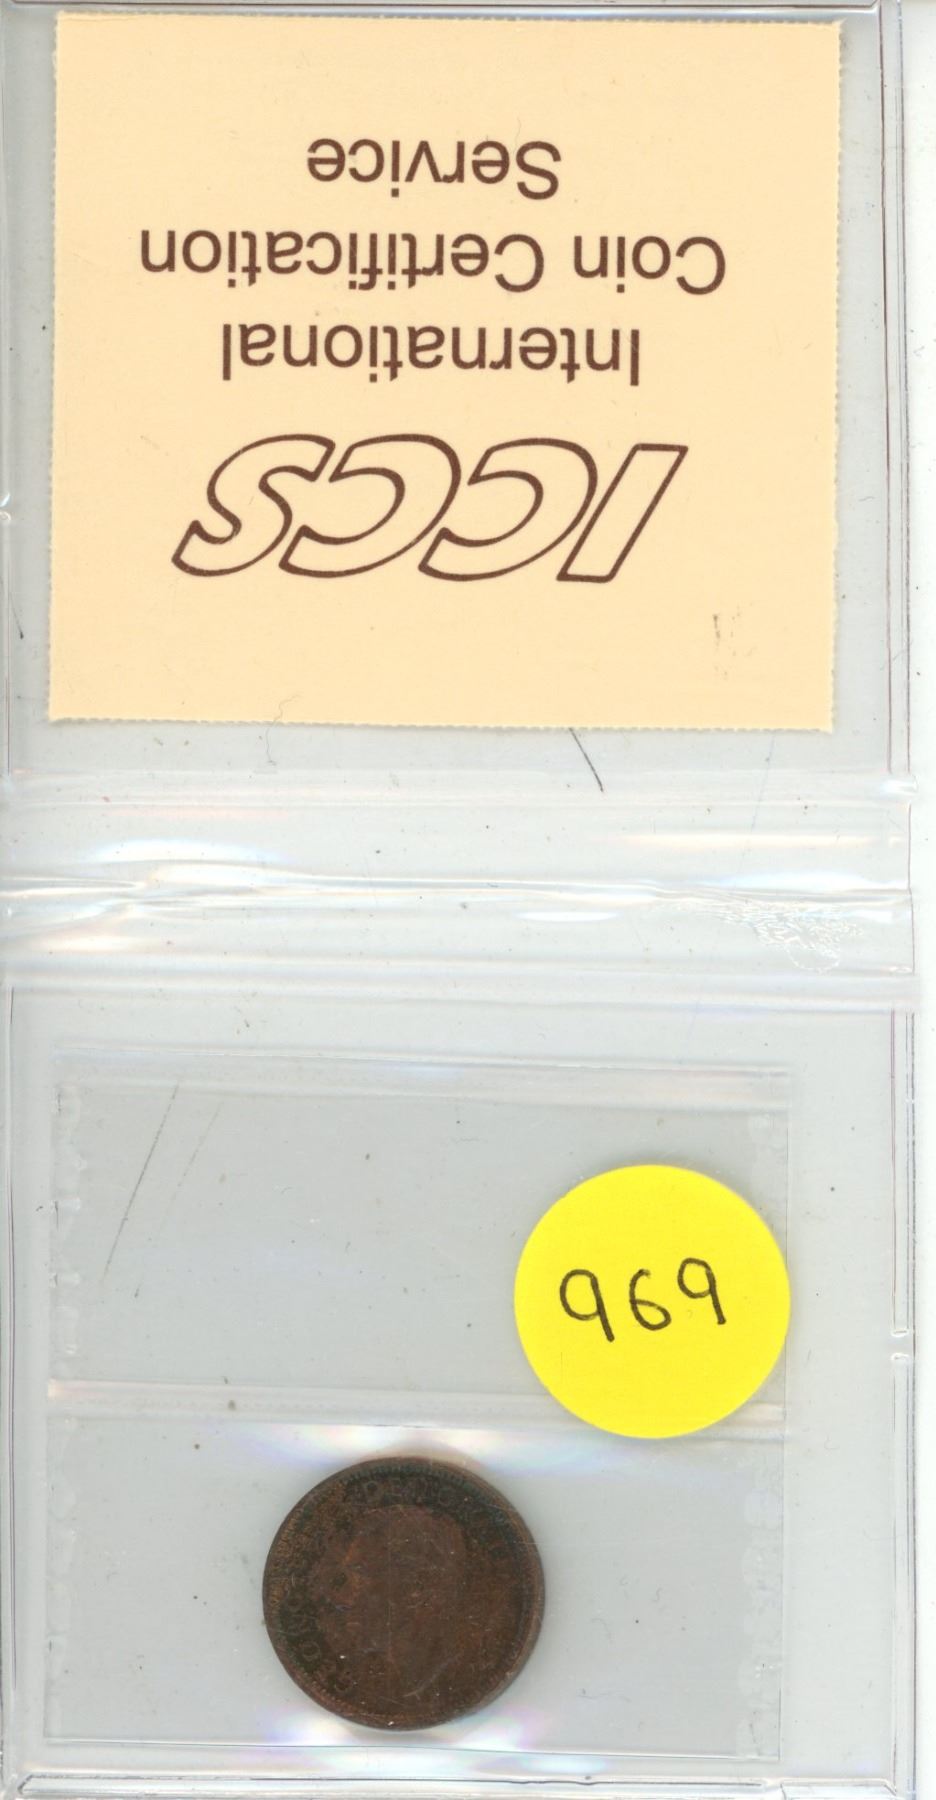 ICCS
International
Coin Certification
Service
969